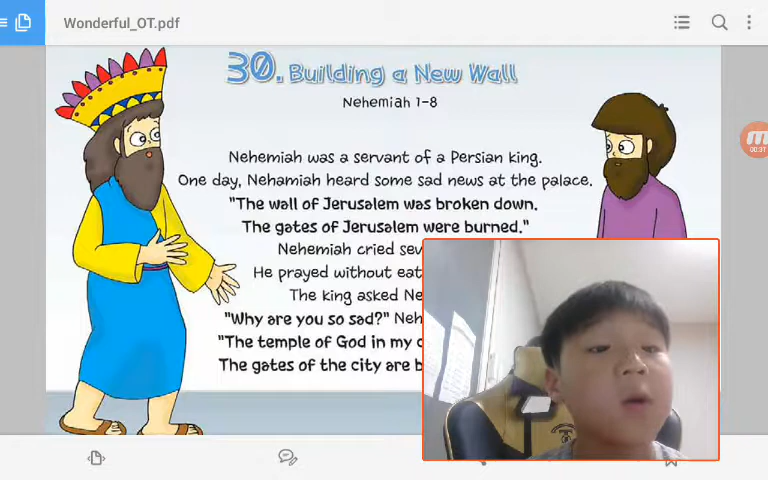 Wonderful_OT.pdf
30. Building a New Wall
Nehemiah 1-8
Nehemiah was a servant of a Persian king.
One day, Nehamiah heard some sad news at the palace.
"The wall of Jerusalem was broken down.
The gates of Jerusalem were burned."
Nehemiah cried sev
He prayed without eat
The king asked Ne
"Why are you so sad?" Neh
"The temple of God in my
The gates of the city are b
00:37